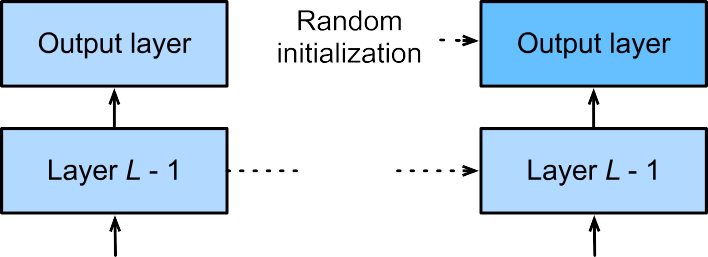 Output layer
Random
initialization
Output layer
Layer L - 1
Layer L - 1